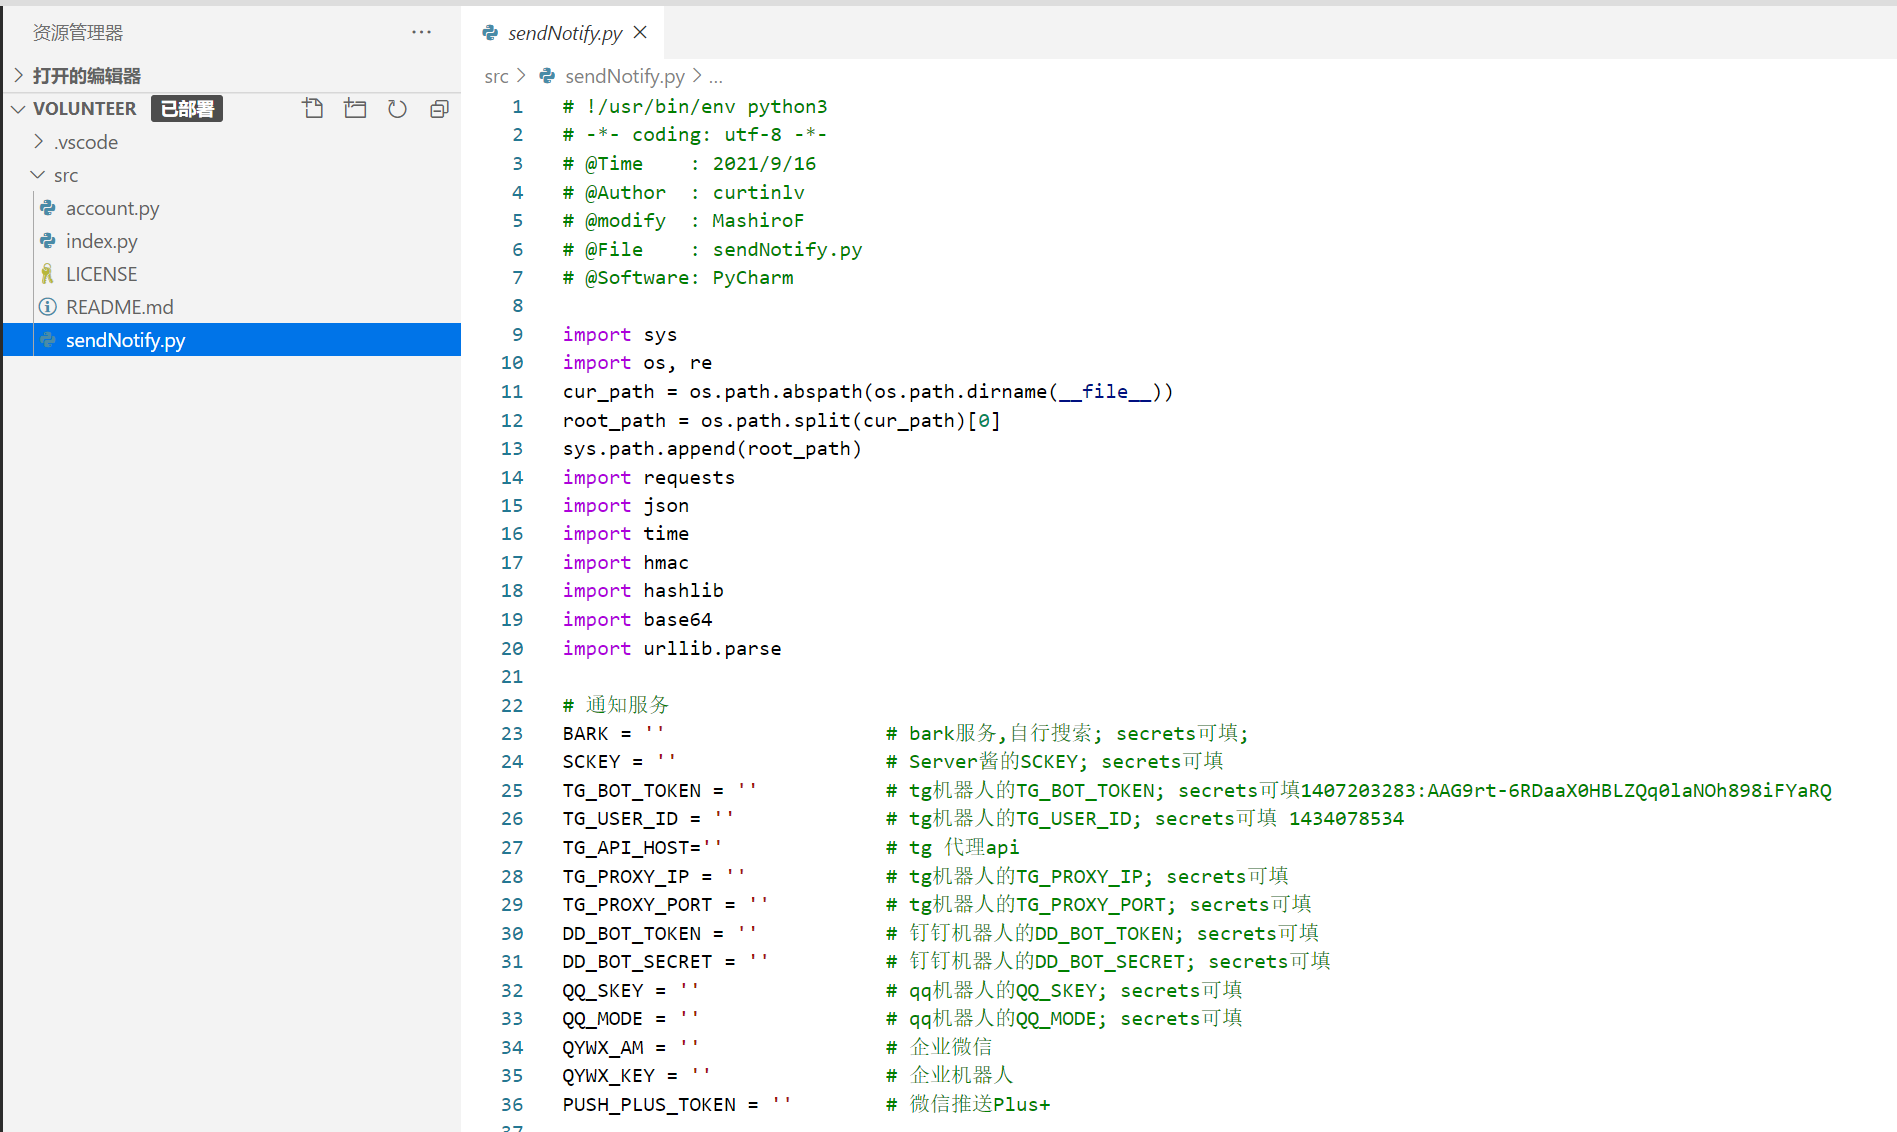 资源管理器
打开的编辑器
VOLUNTEER 已部署
.vscode
src
account.py
index.py
LICENSE
README.md
sendNotify.py
sendNotify.py
src > sendNotify.py > ...
1 # !/usr/bin/env python3
2 # -*- coding: utf-8 -*-
3 # @Time    : 2021/9/16
4 # @Author  : curtinlv
5 # @modify  : MashiroF
6 # @File    : sendNotify.py
7 # @Software: PyCharm
8
9 import sys
10 import os, re
11 cur_path = os.path.abspath(os.path.dirname(__file__))
12 root_path = os.path.split(cur_path)[0]
13 sys.path.append(root_path)
14 import requests
15 import json
16 import time
17 import hmac
18 import hashlib
19 import base64
20 import urllib.parse
21
22 # 通知服务
23 BARK = ''                   # bark服务,自行搜索; secrets可填;
24 SCKEY = ''                  # Server酱的SCKEY; secrets可填
25 TG_BOT_TOKEN = ''           # tg机器人的TG_BOT_TOKEN; secrets可填1407203283:AAG9rt-6RDaaX0HBLZQq0laNOh898iFYaRQ
26 TG_USER_ID = ''             # tg机器人的TG_USER_ID; secrets可填 1434078534
27 TG_API_HOST=''              # tg 代理api
28 TG_PROXY_IP = ''            # tg机器人的TG_PROXY_IP; secrets可填
29 TG_PROXY_PORT = ''          # tg机器人的TG_PROXY_PORT; secrets可填
30 DD_BOT_TOKEN = ''           # 钉钉机器人的DD_BOT_TOKEN; secrets可填
31 DD_BOT_SECRET = ''          # 钉钉机器人的DD_BOT_SECRET; secrets可填
32 QQ_SKEY = ''                # qq机器人的QQ_SKEY; secrets可填
33 QQ_MODE = ''                # qq机器人的QQ_MODE; secrets可填
34 QYWX_AM = ''                # 企业微信
35 QYWX_KEY = ''               # 企业机器人
36 PUSH_PLUS_TOKEN = ''        # 微信推送Plus+
37